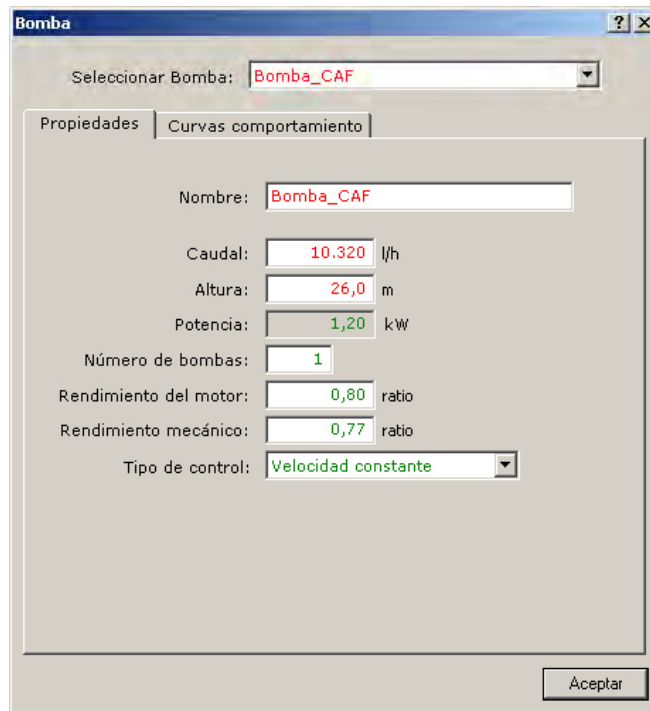 Bomba
Seleccionar Bomba: Bomba_CAF
Propiedades Curvas comportamiento
Nombre: Bomba_CAF
Caudal: 10.320 l/h
Altura: 26,0 m
Potencia: 1,20 kW
Número de bombas: 1
Rendimiento del motor: 0,80 ratio
Rendimiento mecánico: 0,77 ratio
Tipo de control: Velocidad constante
Aceptar